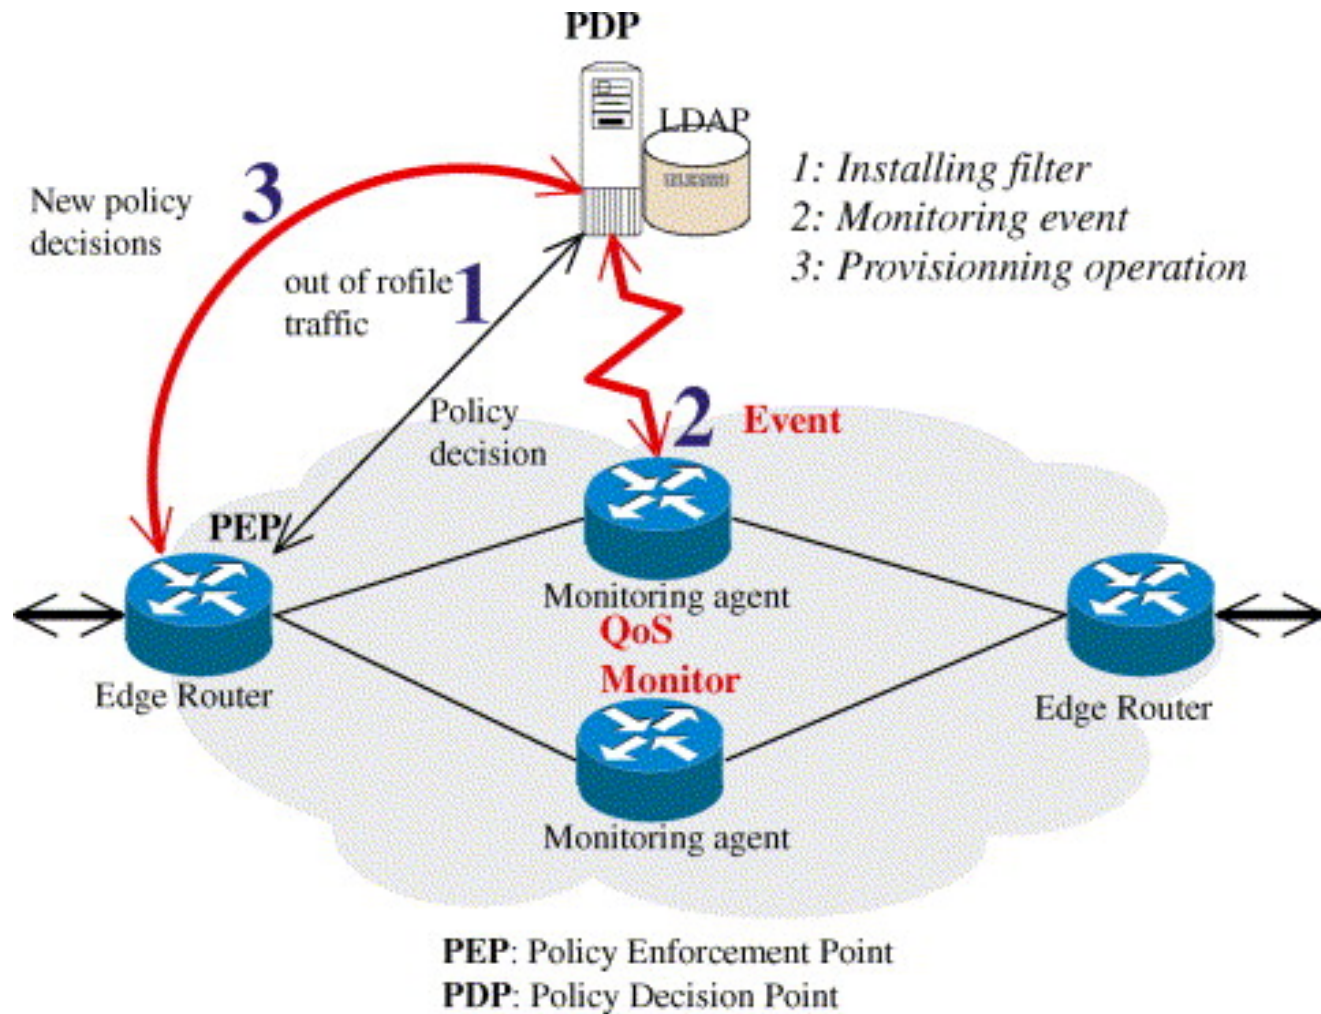 PDP
LDAP
1: Installing filter
2: Monitoring event
3: Provisionning operation
New policy
decisions
3
out of rofile
traffic
1
Policy
decision
2
Event
PEP
Monitoring agent
QoS
Monitor
Edge Router
Edge Router
Monitoring agent
PEP: Policy Enforcement Point
PDP: Policy Decision Point